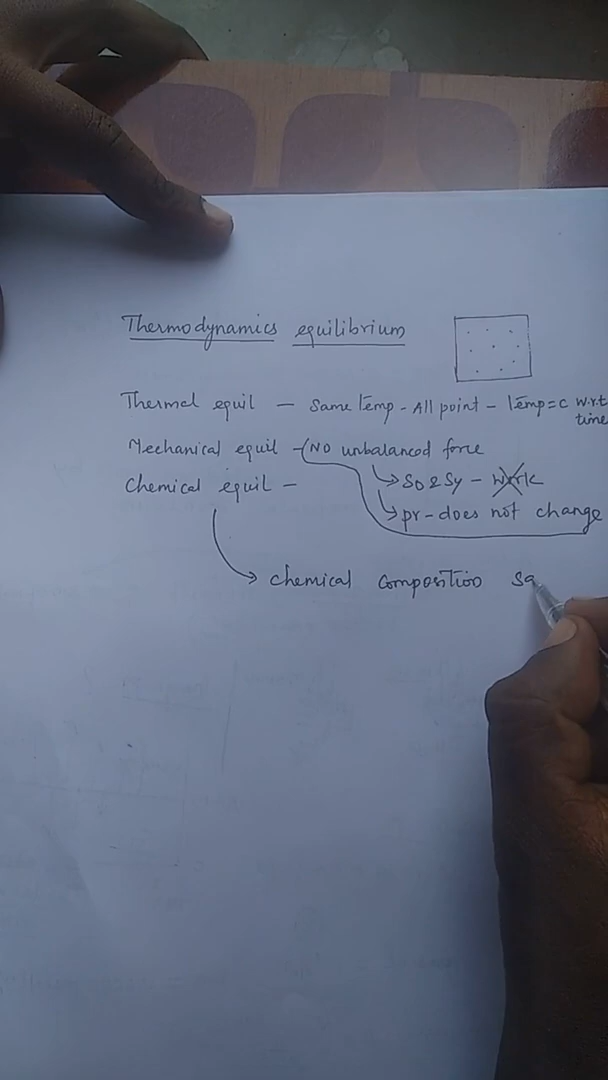 Thermodynamics equilibrium
Thermal equil - Same Temp - All point - Temp=c w.r.t time
Mechanical equil - (NO unbalanced force
→ So & Sy -
→ pr - does not change
Chemical equil -
→ chemical composition sa